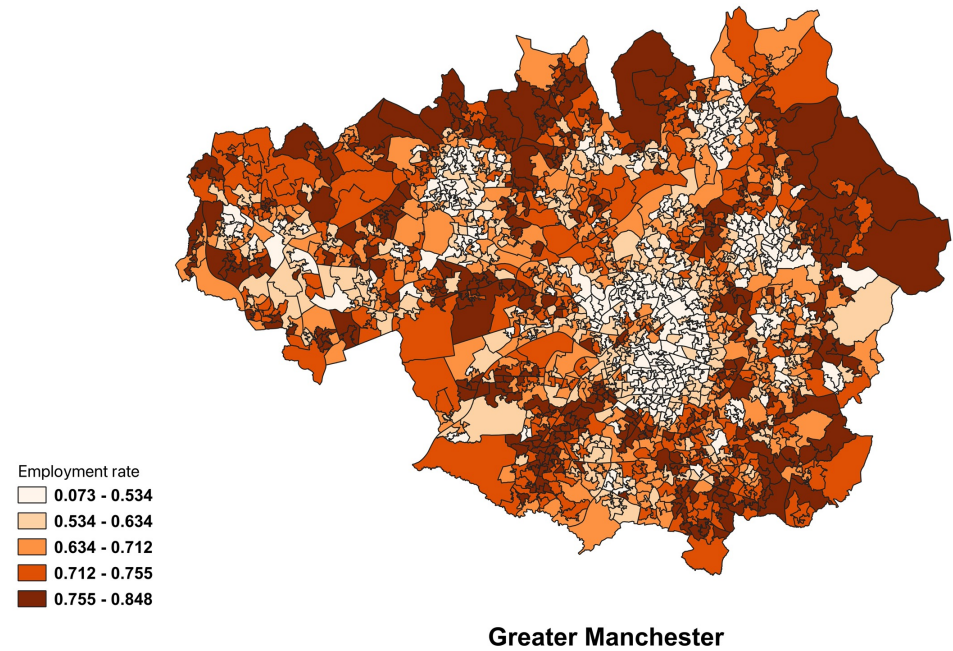 Employment rate
0.073 - 0.534
0.534 - 0.634
0.634 - 0.712
0.712 - 0.755
0.755 - 0.848
Greater Manchester